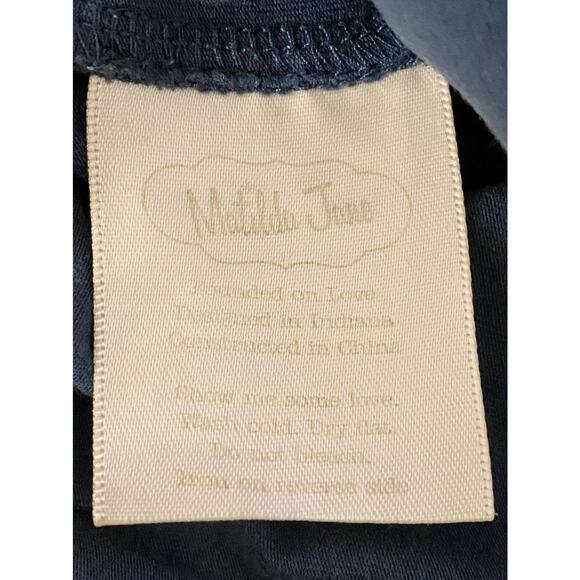 Matilda Jane
Founded on Love
Designed in Indiana
Constructed in China
Show me some love.
Wash cold. Dry flat.
Do not bleach.
Iron on reverse side